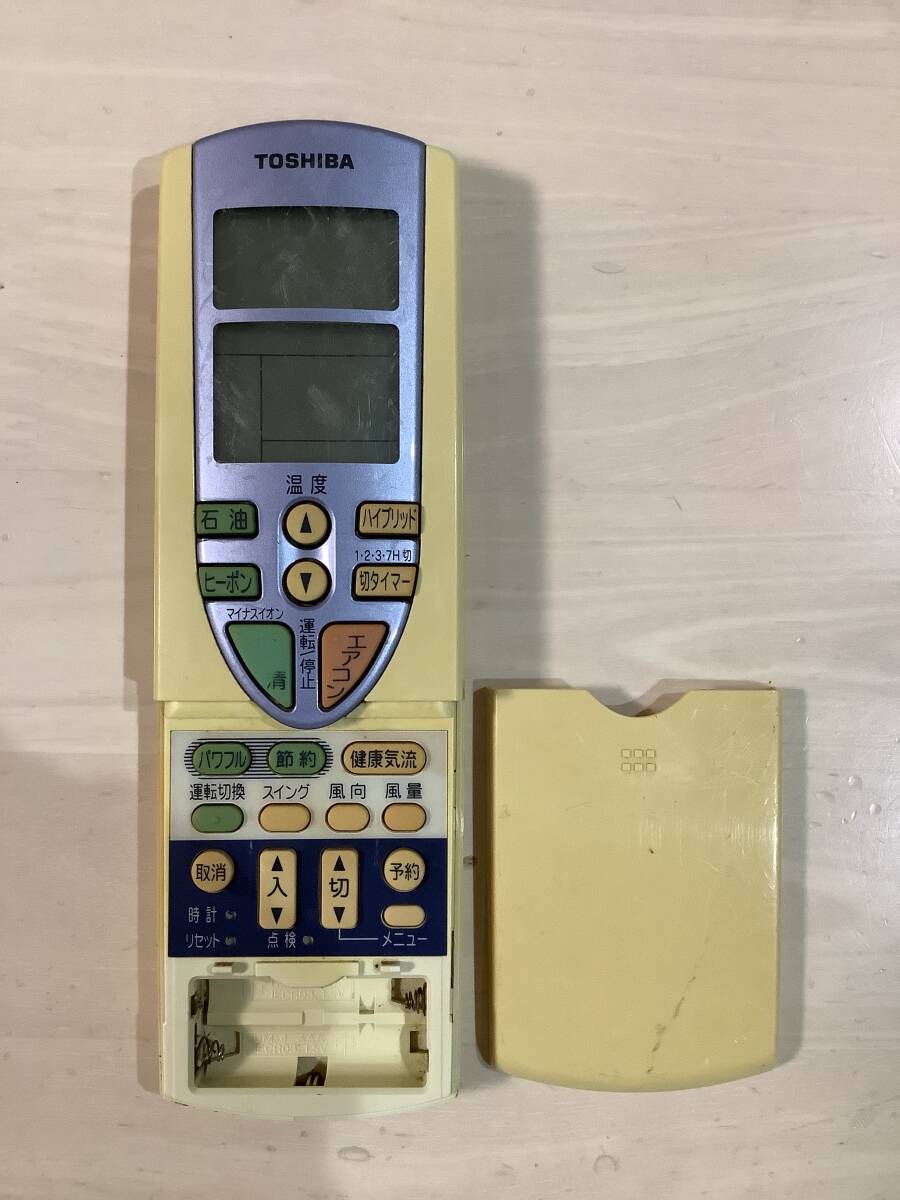 TOSHIBA
温度
石油
ハイブリッド
1・2・3・7H 切
ヒーポン
切タイマー
マイナスイオン
清
運転/停止
エアコン
パワフル
節約
健康気流
運転切換
スイング
風向
風量
取消
入
切
予約
時計
リセット
点検
メニュー